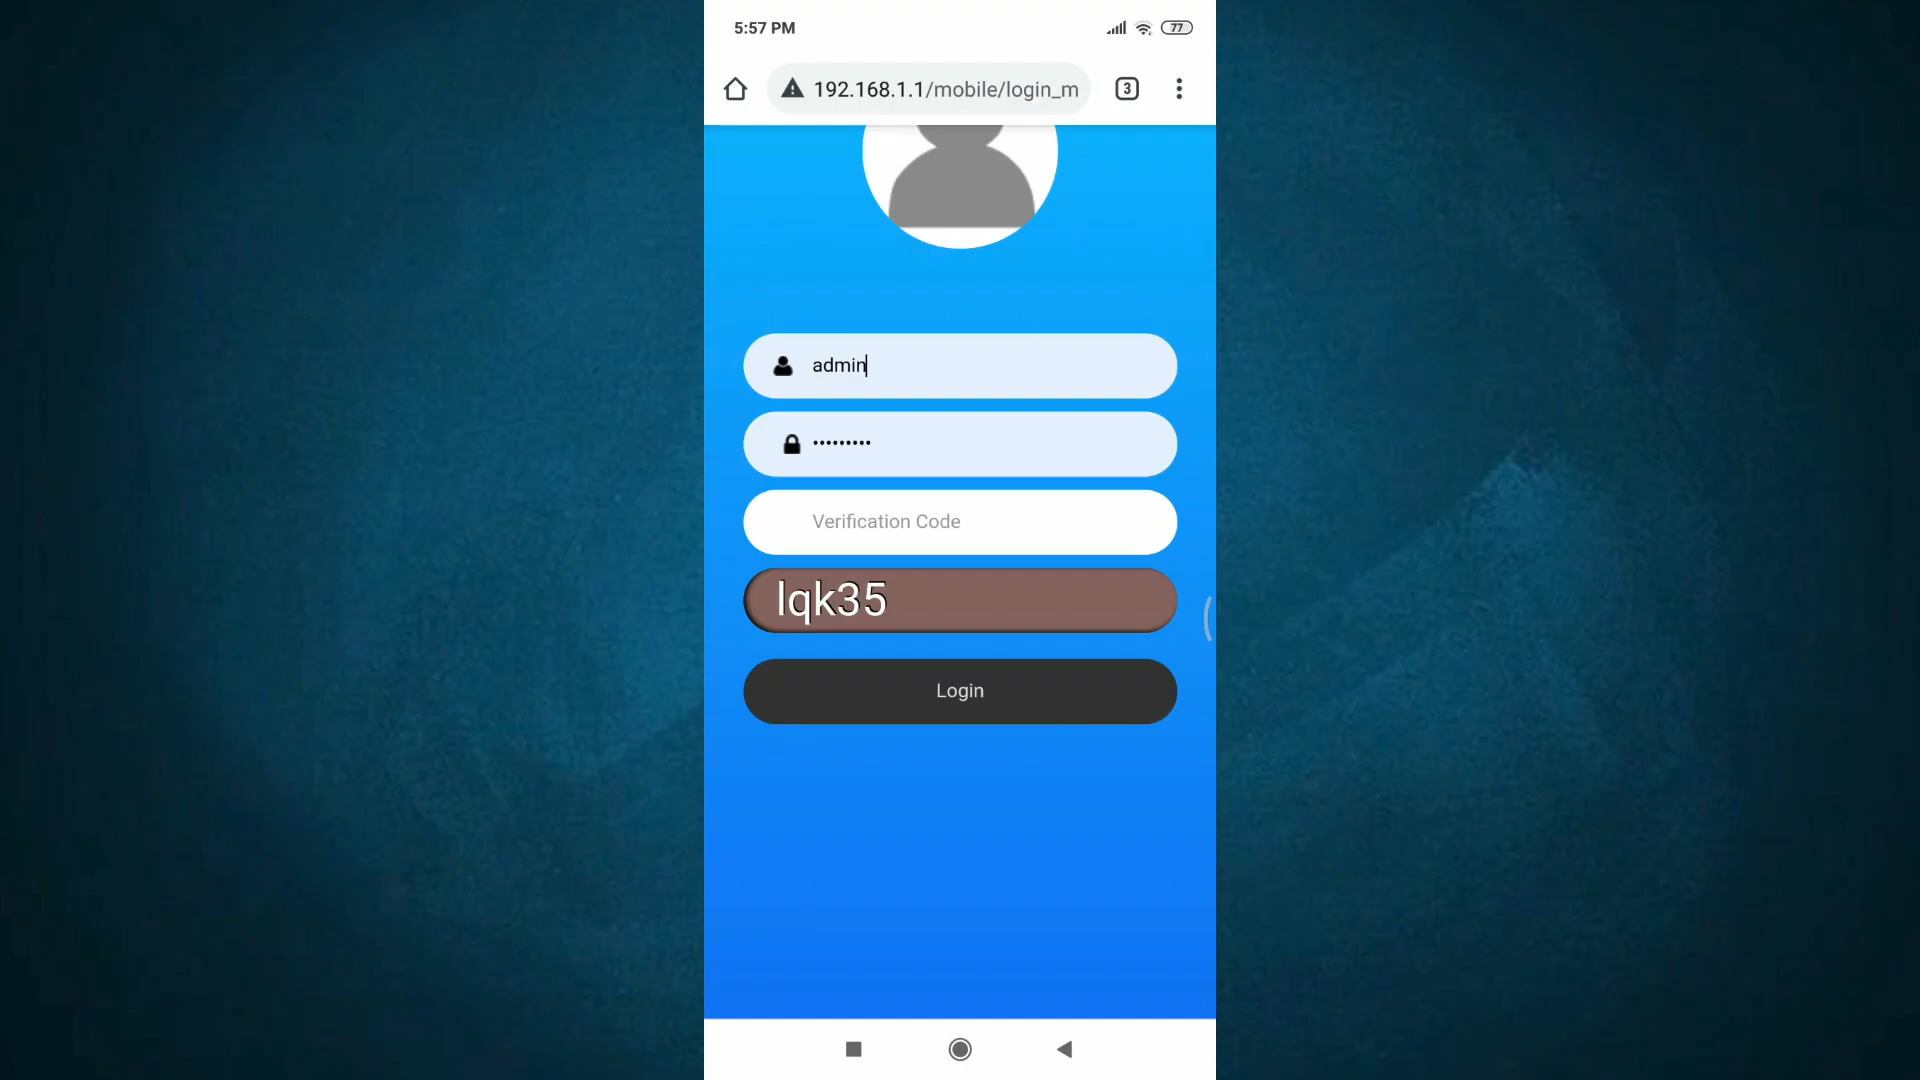 5:57 PM
77
192.168.1.1/mobile/login_m
3
admin
•••••••••
Verification Code
lqk35
Login